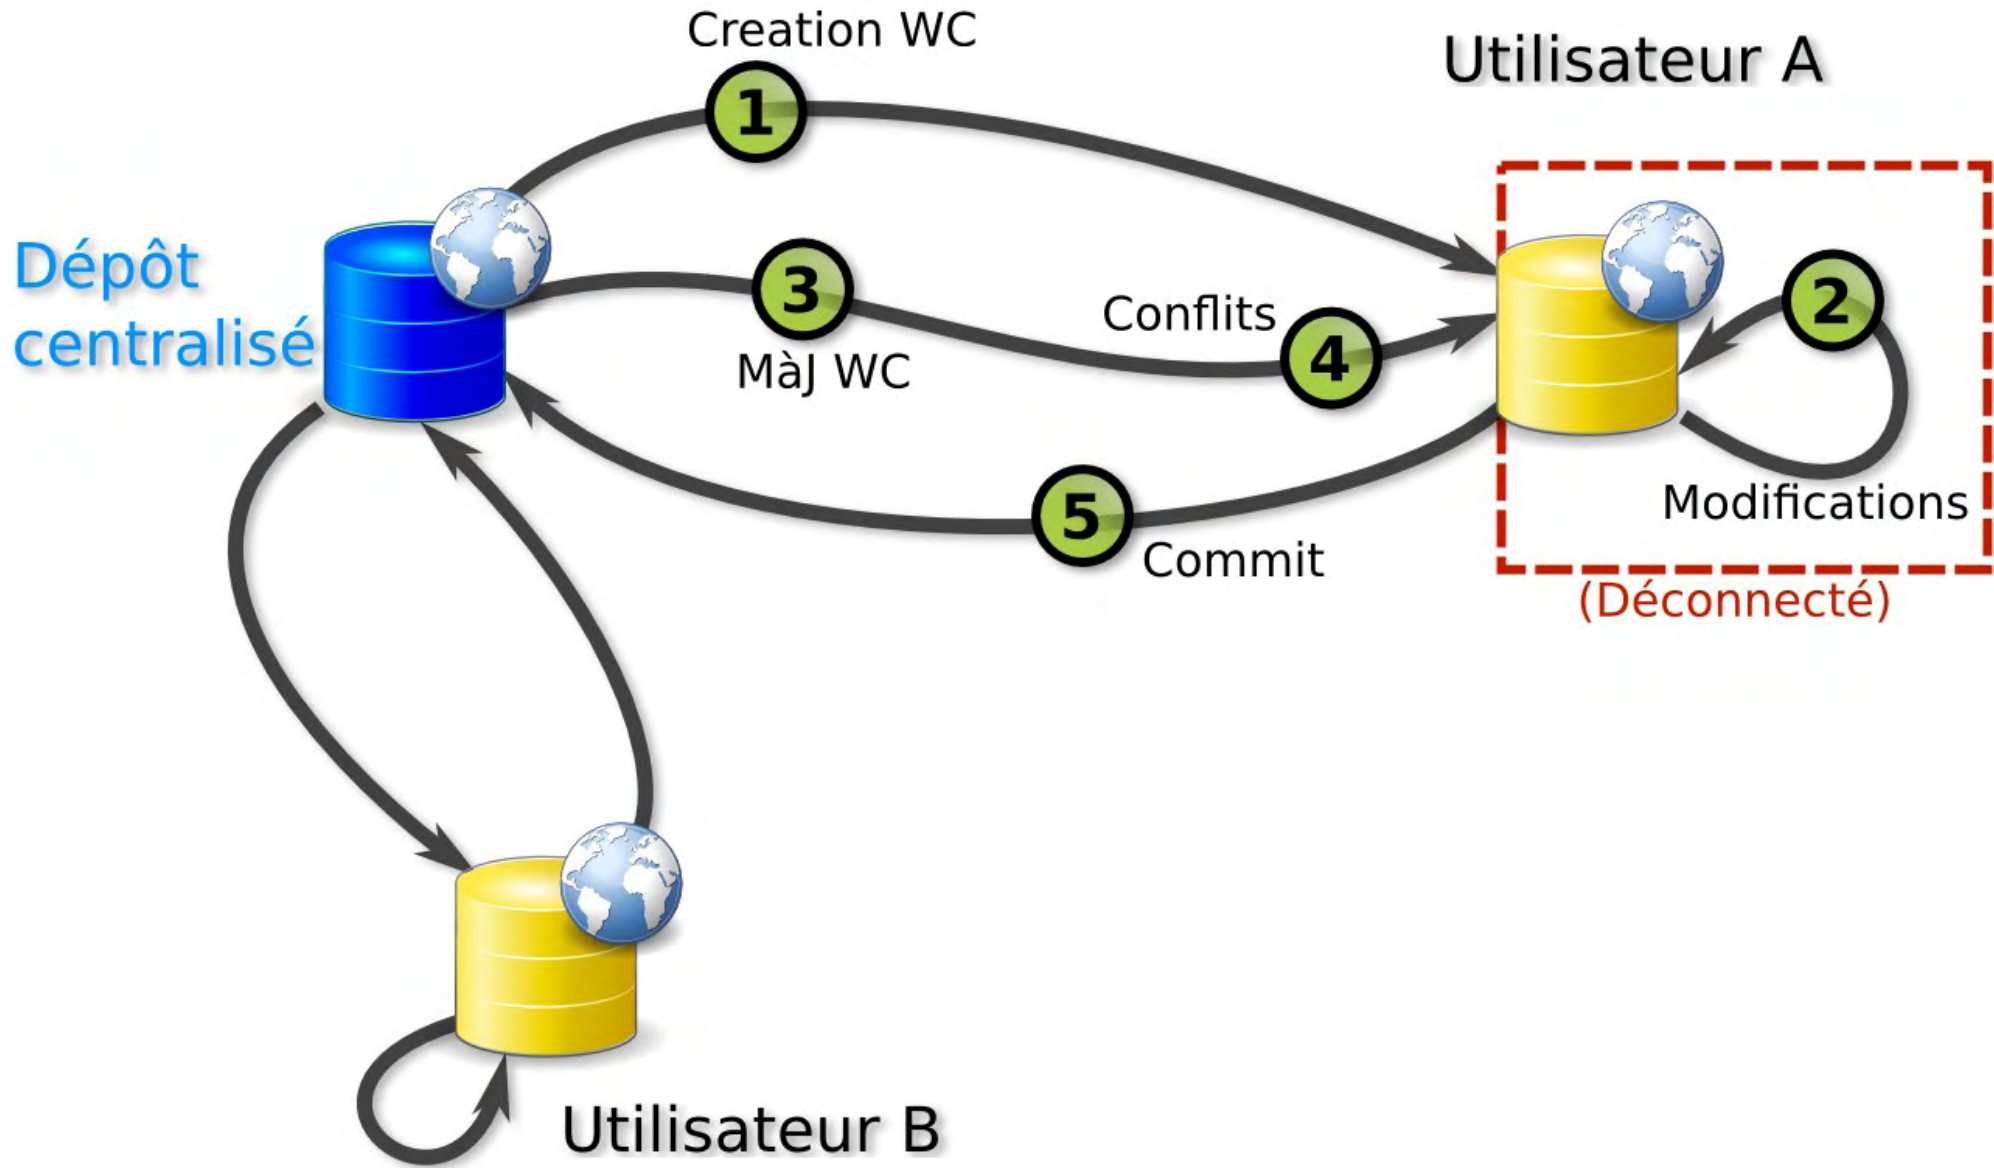 Creation WC
1
Utilisateur A
Dépôt
centralisé
3
MàJ WC
Conflits
4
2
Modifications
5
Commit
(Déconnecté)
Utilisateur B